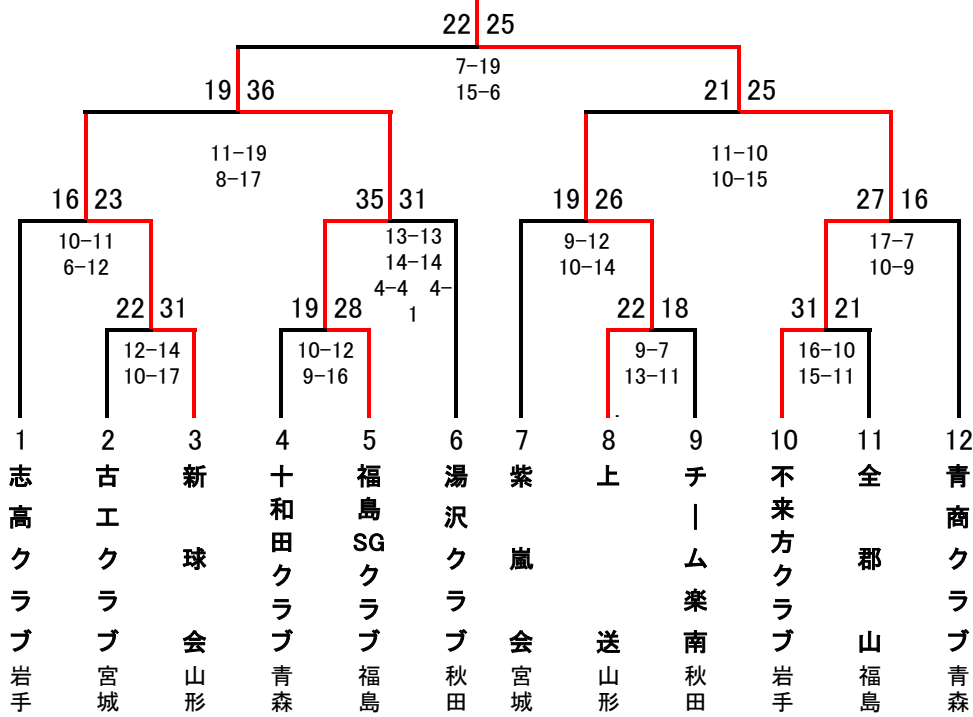 22 25
7-19
15-6
19 36
21 25
11-19
8-17
11-10
10-15
16 23
35 31
19 26
27 16
10-11
6-12
13-13
14-14
4-4 4-
1
9-12
10-14
17-7
10-9
22 31
19 28
22 18
31 21
12-14
10-17
10-12
9-16
9-7
13-11
16-10
15-11
1 2 3 4 5 6 7 8 9 10 11 12
志高クラブ
岩手
古工クラブ
宮城
新球会
山形
十和田クラブ
青森
福島SGクラブ
福島
湯沢クラブ
秋田
紫嵐会
宮城
上送
山形
チーム楽南
秋田
不来方クラブ
岩手
全郡山
福島
青商クラブ
青森